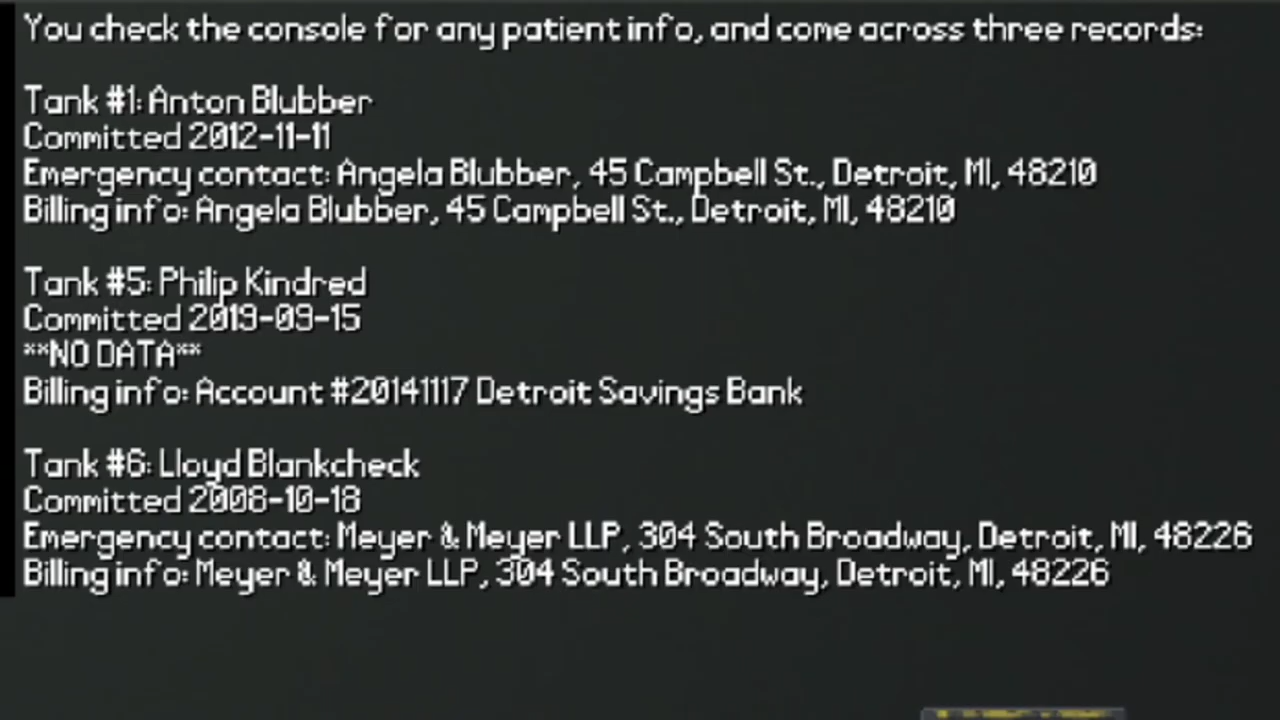 You check the console for any patient info, and come across three records:
Tank #1: Anton Blubber
Committed 2012-11-11
Emergency contact: Angela Blubber, 45 Campbell St., Detroit, MI, 48210
Billing info: Angela Blubber, 45 Campbell St., Detroit, MI, 48210
Tank #5: Philip Kindred
Committed 2019-09-15
**NO DATA**
Billing info: Account #20141117 Detroit Savings Bank
Tank #6: Lloyd Blankcheck
Committed 2008-10-18
Emergency contact: Meyer & Meyer LLP, 304 South Broadway, Detroit, MI, 48226
Billing info: Meyer & Meyer LLP, 304 South Broadway, Detroit, MI, 48226